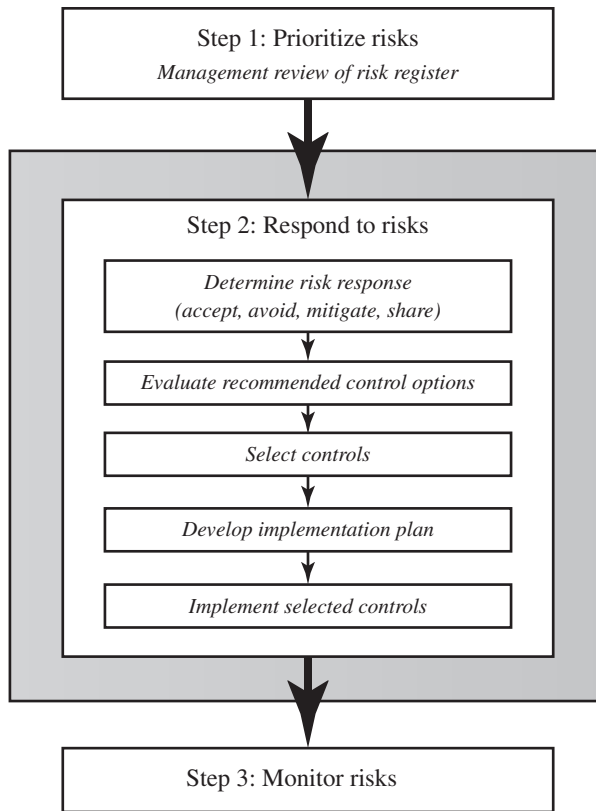 Step 1: Prioritize risks
Management review of risk register
Step 2: Respond to risks
Determine risk response
(accept, avoid, mitigate, share)
Evaluate recommended control options
Select controls
Develop implementation plan
Implement selected controls
Step 3: Monitor risks